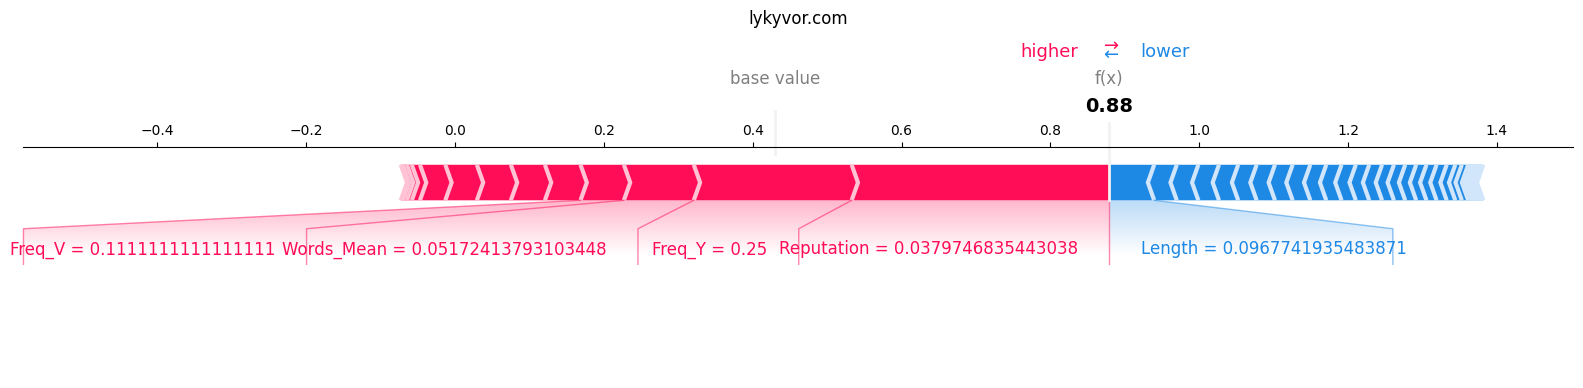 lykyvor.com
higher ⇄ lower
base value f(x)
0.88
−0.4 −0.2 0.0 0.2 0.4 0.6 0.8 1.0 1.2 1.4
Freq_V = 0.1111111111111111 Words_Mean = 0.05172413793103448 Freq_Y = 0.25 Reputation = 0.0379746835443038 Length = 0.0967741935483871